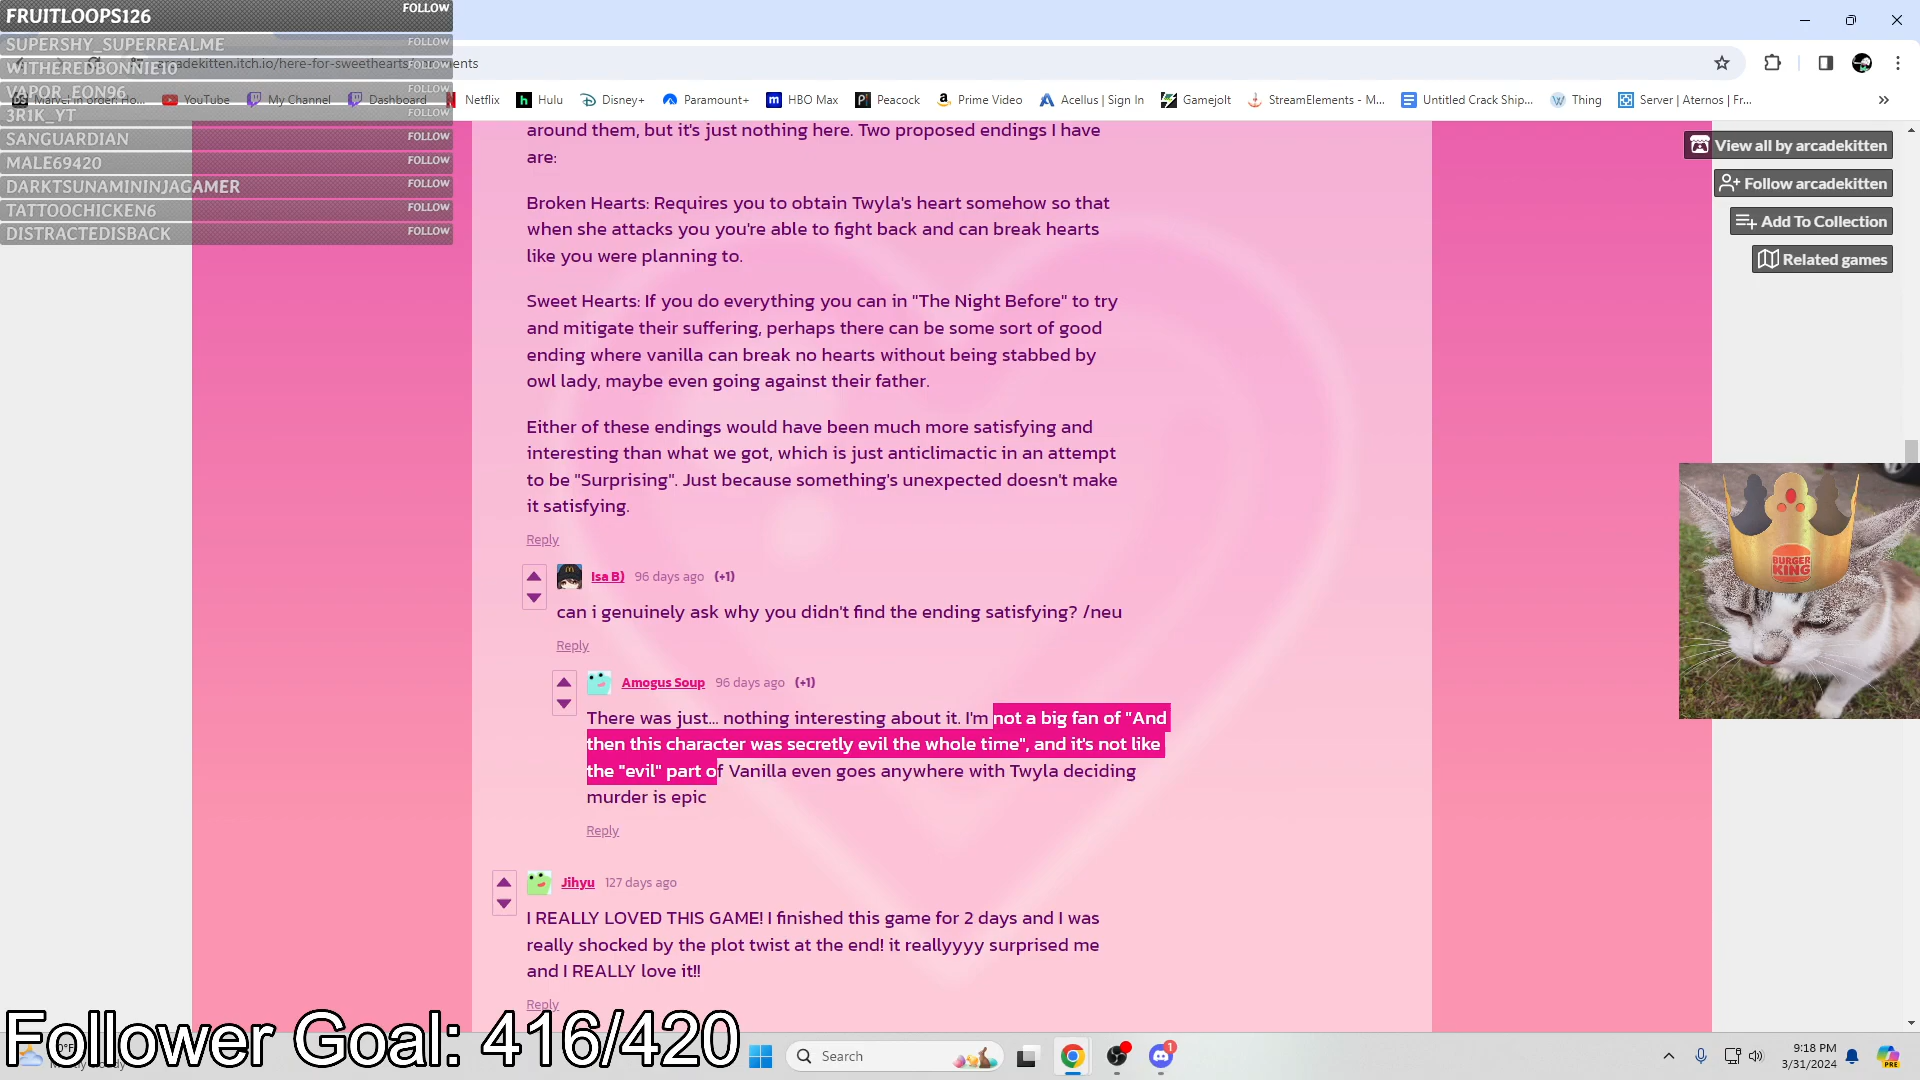 FRUITLOOPS126 FOLLOW
SUPERSHY_SUPERREALME FOLLOW
WITHEREDBONNIE10 FOLLOW
VAPOR_EON96 FOLLOW
3R1K_YT FOLLOW
SANGUARDIAN FOLLOW
MALE69420 FOLLOW
DARKTSUNAMININJAGAMER FOLLOW
TATTOOCHICKEN6 FOLLOW
DISTRACTEDISBACK FOLLOW
arcadekitten.itch.io/here-for-sweethearts
Marvel in order: Ho... YouTube My Channel Dashboard Netflix Hulu Disney+ Paramount+ HBO Max Peacock Prime Video Acellus | Sign In Gamejolt StreamElements - M... Untitled Crack Ship... Thing Server | Aternos | Fr... »
View all by arcadekitten
Follow arcadekitten
Add To Collection
Related games
around them, but it's just nothing here. Two proposed endings I have
are:
Broken Hearts: Requires you to obtain Twyla's heart somehow so that
when she attacks you you're able to fight back and can break hearts
like you were planning to.
Sweet Hearts: If you do everything you can in "The Night Before" to try
and mitigate their suffering, perhaps there can be some sort of good
ending where vanilla can break no hearts without being stabbed by
owl lady, maybe even going against their father.
Either of these endings would have been much more satisfying and
interesting than what we got, which is just anticlimactic in an attempt
to be "Surprising". Just because something's unexpected doesn't make
it satisfying.
Reply
Isa B) 96 days ago (+1)
can i genuinely ask why you didn't find the ending satisfying? /neu
Reply
Amogus Soup 96 days ago (+1)
There was just... nothing interesting about it. I'm not a big fan of "And
then this character was secretly evil the whole time", and it's not like
the "evil" part of Vanilla even goes anywhere with Twyla deciding
murder is epic
Reply
Jihyu 127 days ago
I REALLY LOVED THIS GAME! I finished this game for 2 days and I was
really shocked by the plot twist at the end! it reallyyyy surprised me
and I REALLY love it!!
Reply
BURGER
KING
Follower Goal: 416/420
Search
1
9:18 PM
3/31/2024
PRE